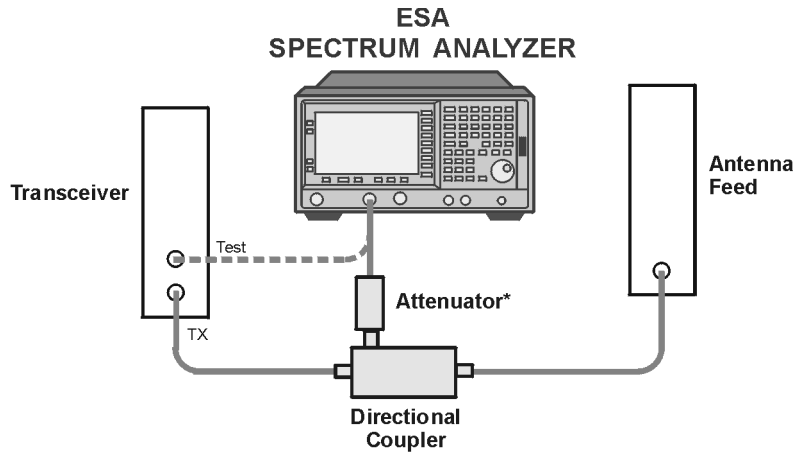 ESA
SPECTRUM ANALYZER
Transceiver
Antenna
Feed
Test
Attenuator*
TX
Directional
Coupler